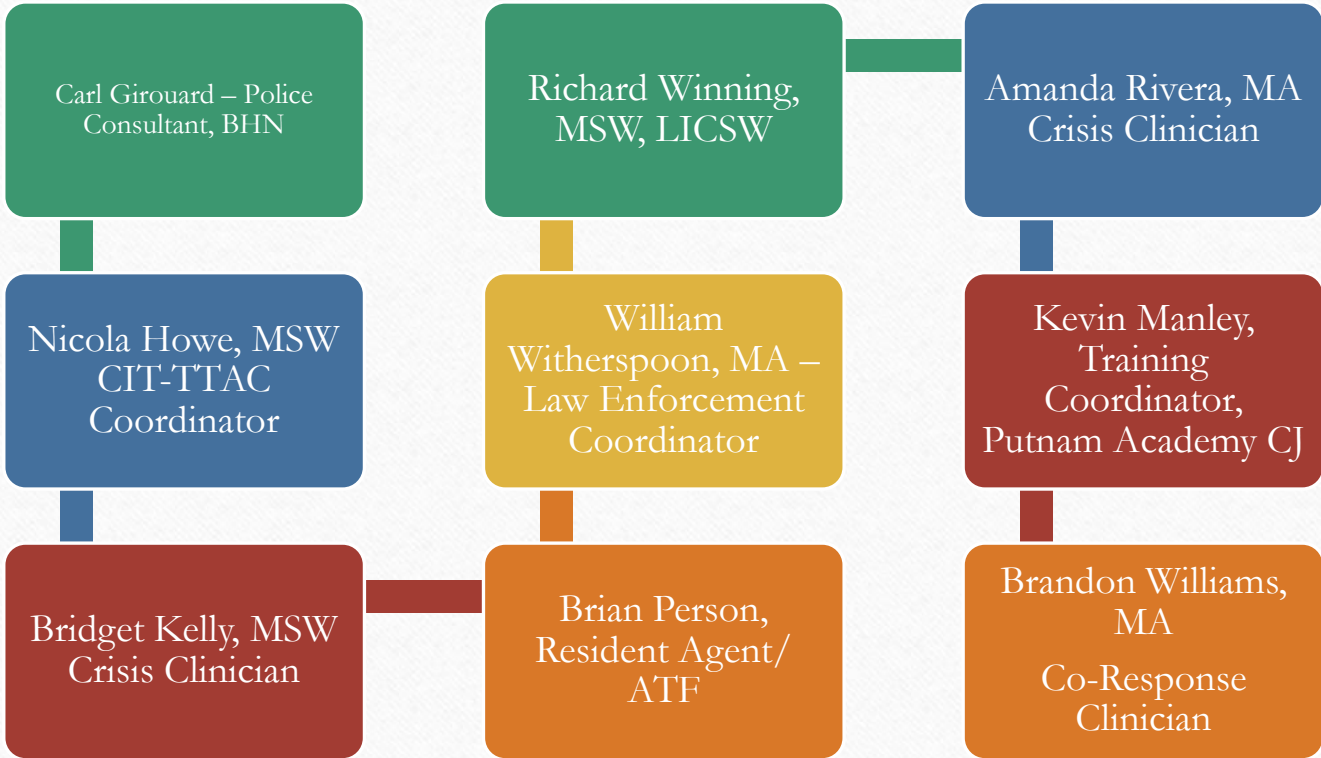 Carl Girouard – Police
Consultant, BHN
Nicola Howe, MSW
CIT-TTAC
Coordinator
Bridget Kelly, MSW
Crisis Clinician
Brian Person,
Resident Agent/
ATF
William
Witherspoon, MA –
Law Enforcement
Coordinator
Richard Winning,
MSW, LICSW
Amanda Rivera, MA
Crisis Clinician
Kevin Manley,
Training
Coordinator,
Putnam Academy CJ
Brandon Williams,
MA
Co-Response
Clinician